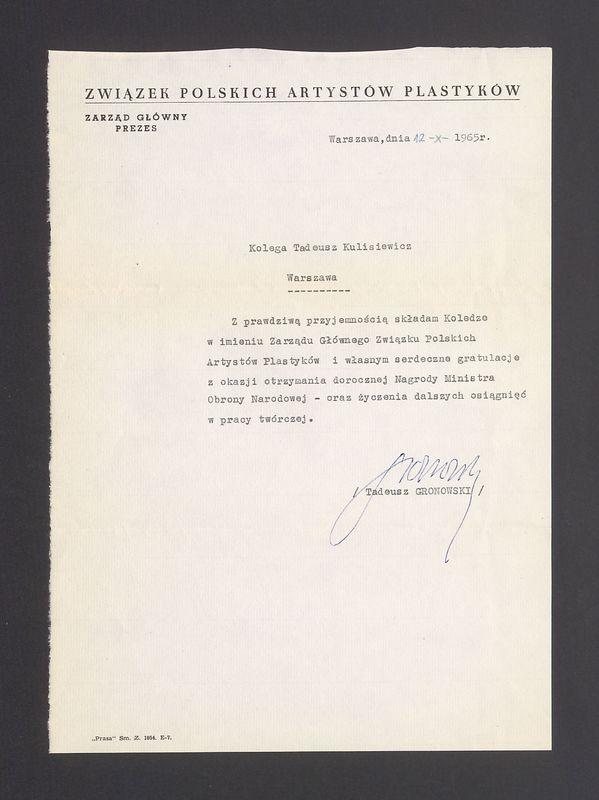 ZWIĄZEK POLSKICH ARTYSTÓW PLASTYKÓW
ZARZĄD GŁÓWNY
PREZES
Warszawa,dnia 12 -X- 1965r.
Kolega Tadeusz Kulisiewicz
Warszawa
----------
Z prawdziwą przyjemnością składam Koledze
w imieniu Zarządu Głównego Związku Polskich
Artystów Plastyków i własnym serdeczne gratulacje
z okazji otrzymania dorocznej Nagrody Ministra
Obrony Narodowej - oraz życzenia dalszych osiągnięć
w pracy twórczej.
Gronowski
/ Tadeusz GRONOWSKI /
„Prasa" Sm. Z. 1694. E-7.